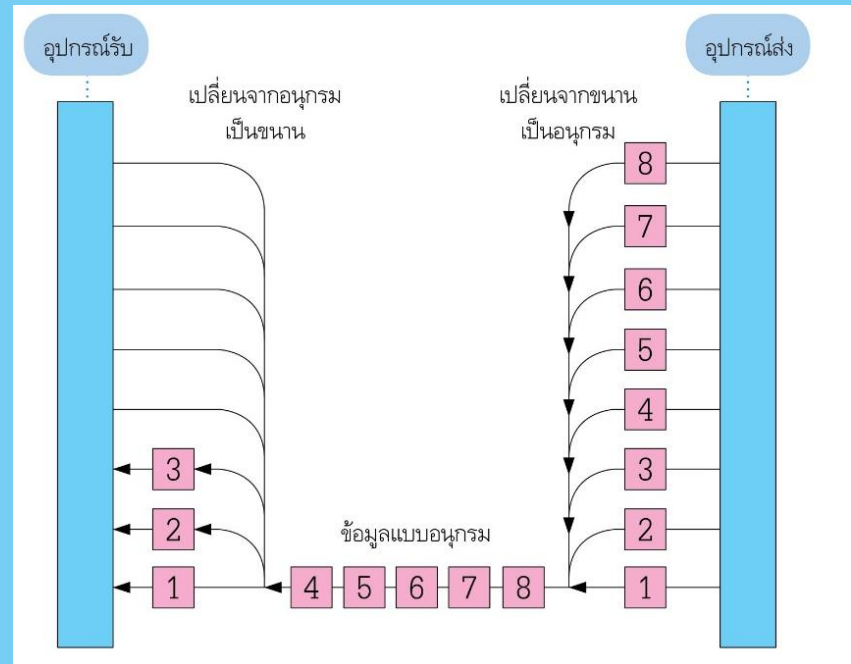 อุปกรณ์รับ
อุปกรณ์ส่ง
เปลี่ยนจากอนุกรม
เป็นขนาน
เปลี่ยนจากขนาน
เป็นอนุกรม
8
7
6
5
4
3
3
2
ข้อมูลแบบอนุกรม
2
1
4 5 6 7 8
1